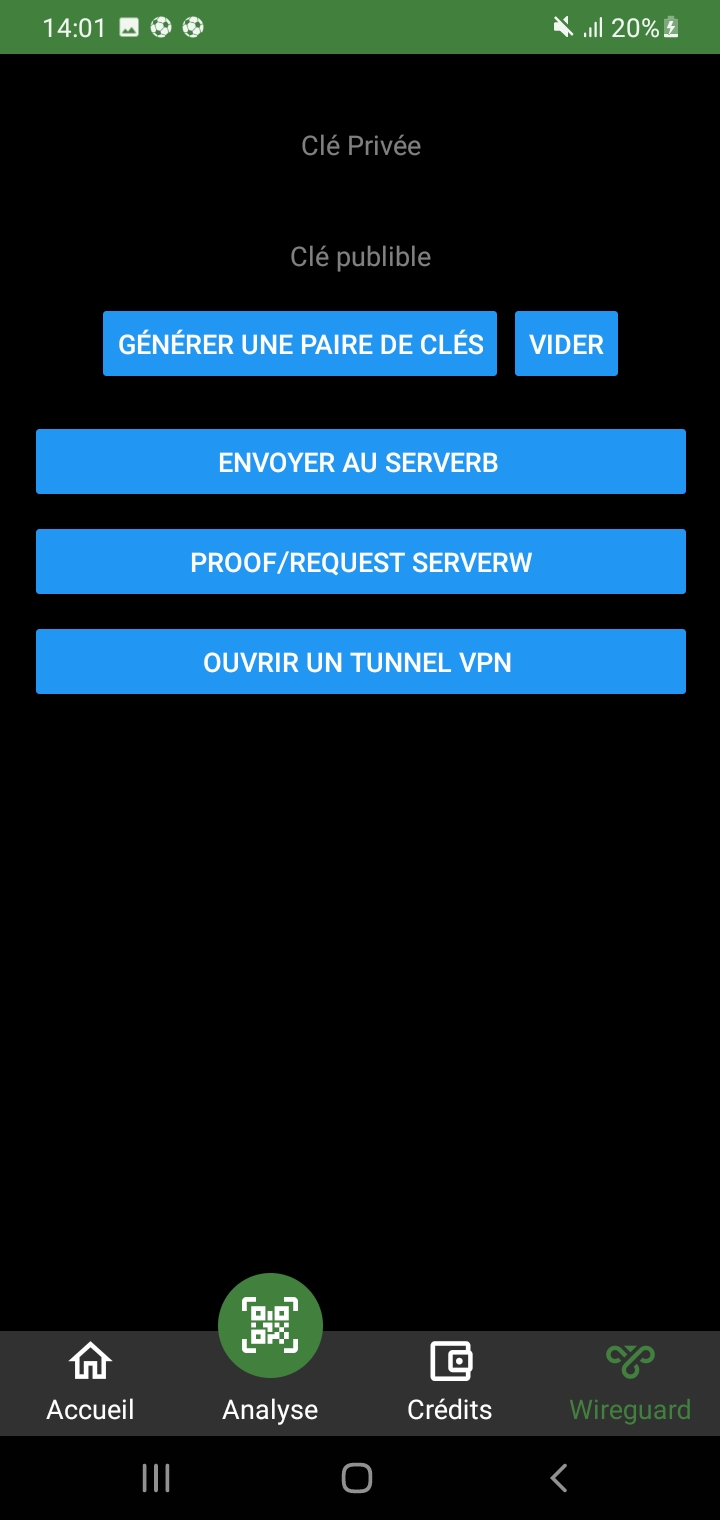 14:01 20%
Clé Privée
Clé publible
GÉNÉRER UNE PAIRE DE CLÉS VIDER
ENVOYER AU SERVERB
PROOF/REQUEST SERVERW
OUVRIR UN TUNNEL VPN
Accueil Analyse Crédits Wireguard